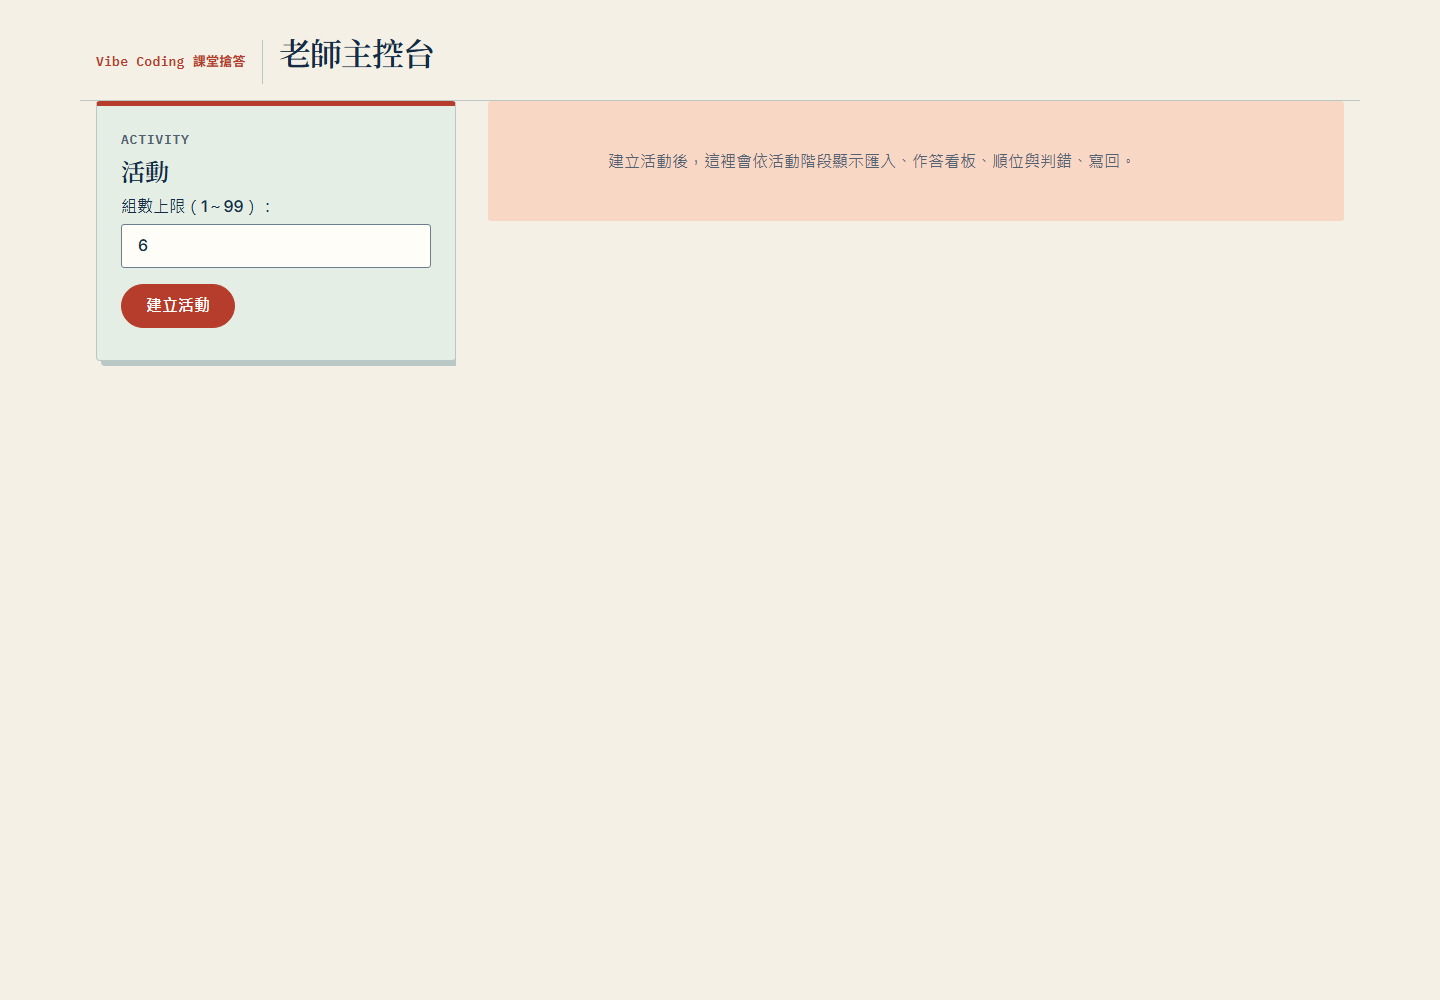 Vibe Coding 課堂搶答
老師主控台
ACTIVITY
活動
組數上限(1~99):
6
建立活動
建立活動後,這裡會依活動階段顯示匯入、作答看板、順位與判錯、寫回。